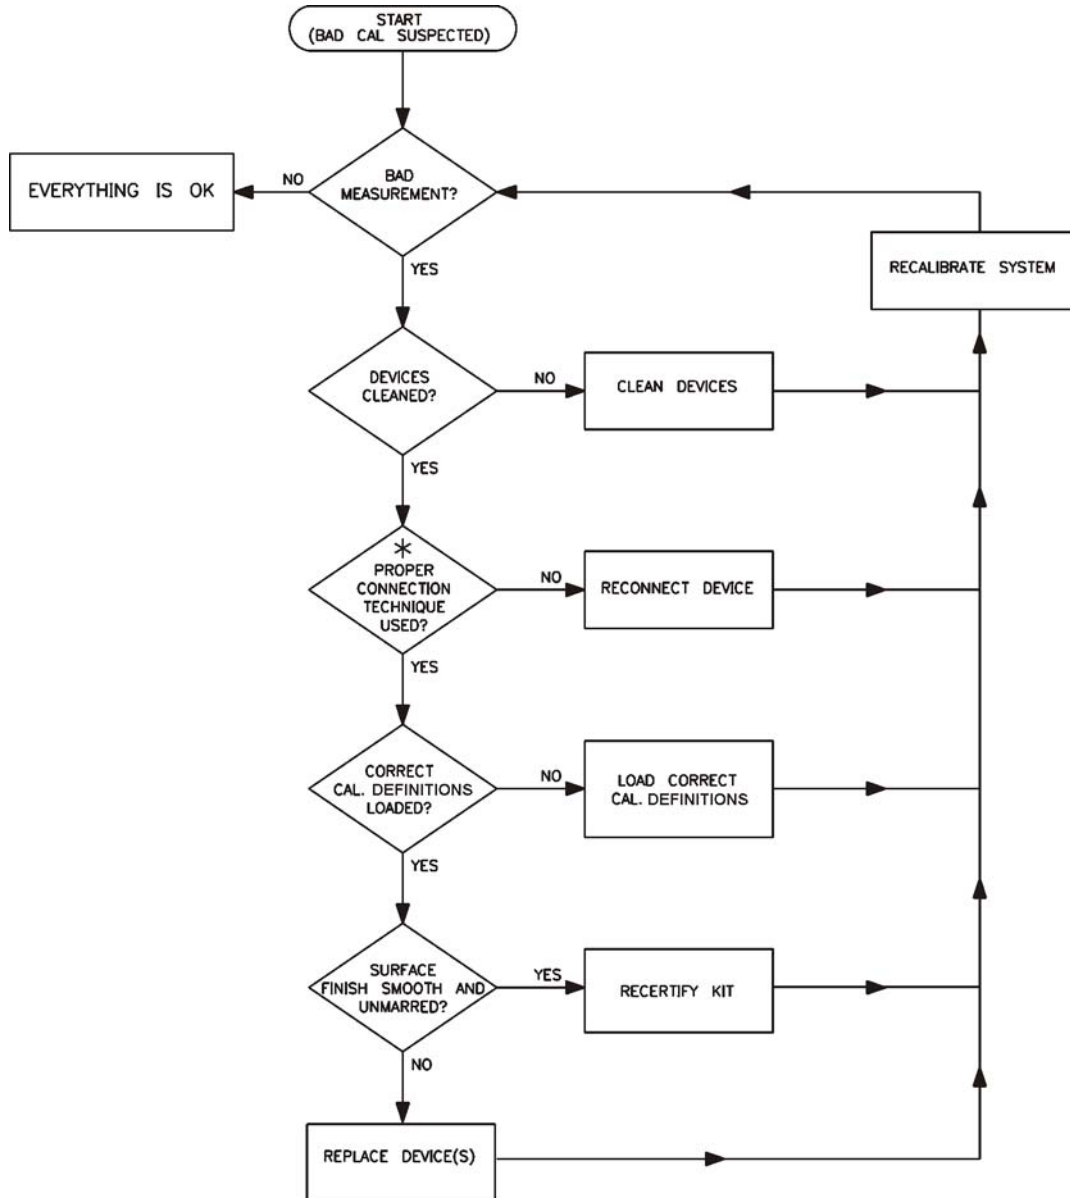 START
(BAD CAL SUSPECTED)
BAD
MEASUREMENT?
NO
EVERYTHING IS OK
YES
RECALIBRATE SYSTEM
DEVICES
CLEANED?
NO
CLEAN DEVICES
YES
*
PROPER
CONNECTION
TECHNIQUE
USED?
NO
RECONNECT DEVICE
YES
CORRECT
CAL. DEFINITIONS
LOADED?
NO
LOAD CORRECT
CAL. DEFINITIONS
YES
SURFACE
FINISH SMOOTH AND
UNMARRED?
YES
RECERTIFY KIT
NO
REPLACE DEVICE(S)